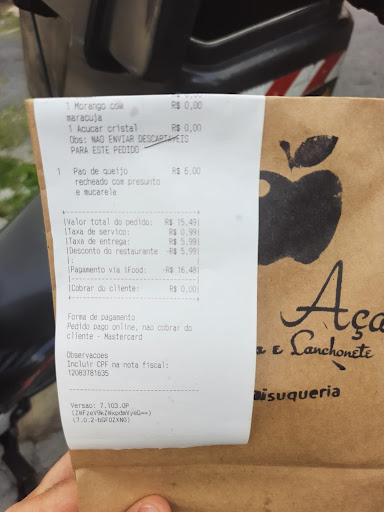 R$ 0,00
1 Morango com R$ 0,00
maracuja
1 Acucar cristal R$ 0,00
Obs: NAO ENVIAR DESCARTAVEIS
PARA ESTE PEDIDO
1 Pao de queijo R$ 6,00
recheado com presunto
e mucarela
|Valor total do pedido: R$ 15,49|
|Taxa de servico: R$ 0,99|
|Taxa de entrega: R$ 5,99|
|Desconto do restaurante -R$ 5,99|
|:
|Pagamento via iFood: -R$ 16,48|
|Cobrar do cliente: R$ 0,00|
Forma de pagamento
Pedido pago online, nao cobrar do
cliente - Mastercard
Observacoes
Incluir CPF na nota fiscal:
12083781635
Versao: 7.103.0P
(7.0.2-bGFOZXNG)
Aça
a e Lanchonete
isuqueria